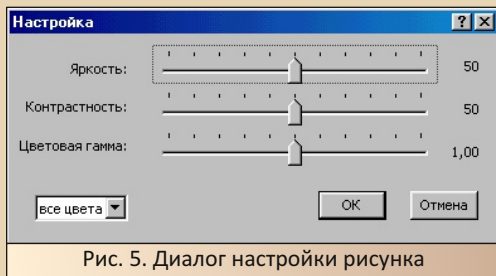 Настройка
Яркость: 50
Контрастность: 50
Цветовая гамма: 1,00
все цвета OK Отмена
Рис. 5. Диалог настройки рисунка